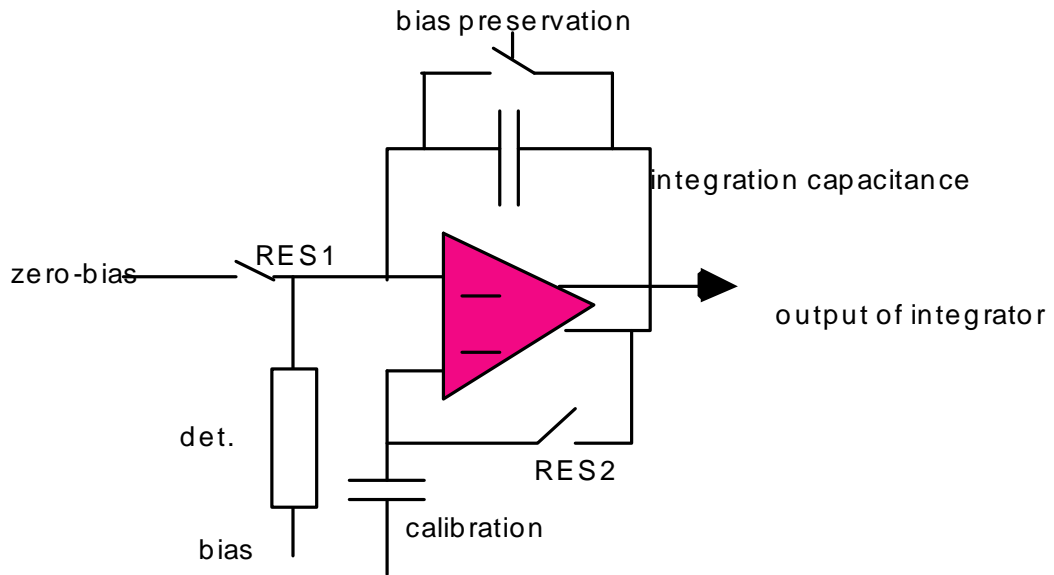 bias preservation
integration capacitance
RES1
zero-bias
output of integrator
det.
RES2
calibration
bias